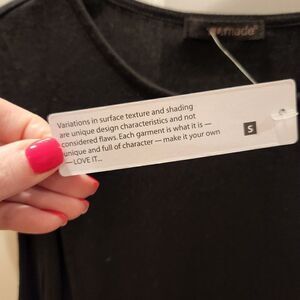 made®
Variations in surface texture and shading
are unique design characteristics and not
considered flaws. Each garment is what it is —
unique and full of character — make it your own
—LOVE IT...
S